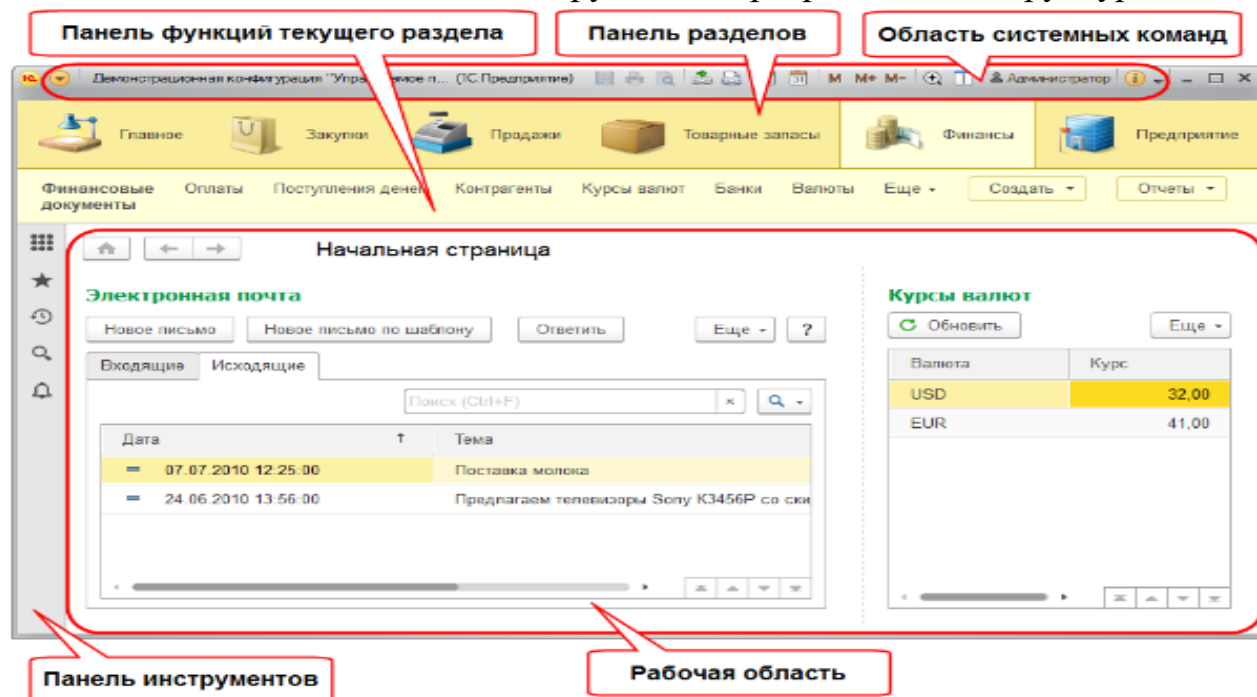 Панель функций текущего раздела
Панель разделов
Область системных команд
Демонстрационная конфигурация "Управляемое п... (1С:Предприятие)
M M+ M-
Администратор
Главное
Закупки
Продажи
Товарные запасы
Финансы
Предприятие
Финансовые документы
Оплаты
Поступления денег
Контрагенты
Курсы валют
Банки
Валюты
Еще
Создать
Отчеты
Начальная страница
Электронная почта
Новое письмо
Новое письмо по шаблону
Ответить
Еще
?
Входящие
Исходящие
Поиск (Ctrl+F)
Дата
Тема
07.07.2010 12:25:00
Поставка молока
24.06.2010 13:56:00
Предлагаем телевизоры Sony K3456P со ски
Курсы валют
Обновить
Еще
Валюта
Курс
USD
32,00
EUR
41,00
Панель инструментов
Рабочая область